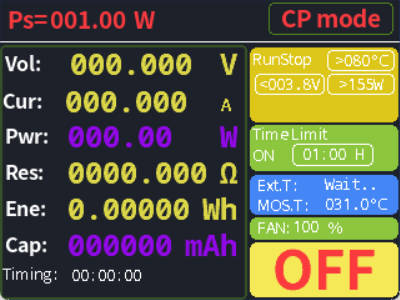 Ps=001.00 W CP mode
Vol: 000.000 V
Cur: 000.000 A
Pwr: 000.00 W
Res: 0000.000 Ω
Ene: 0.00000 Wh
Cap: 000000 mAh
Timing: 00:00:00
RunStop >080°C
<003.8V >155W
TimeLimit
ON 01:00 H
Ext.T: Wait..
MOS.T: 031.0°C
FAN: 100 %
OFF